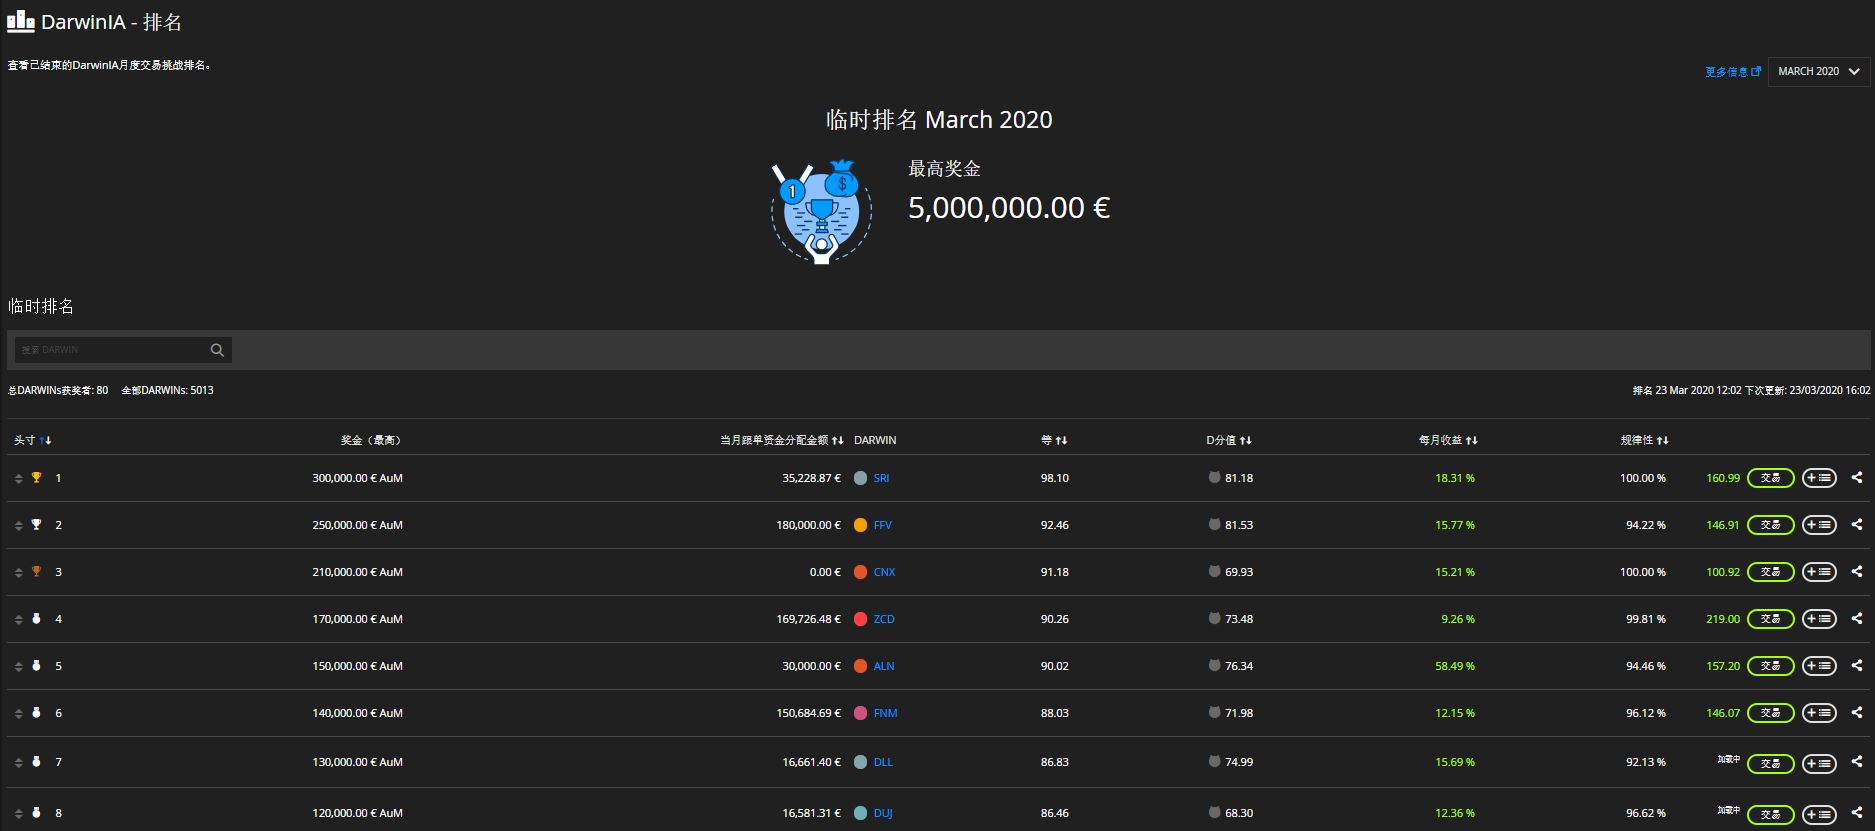 DarwinIA - 排名
查看已结束的DarwinIA月度交易挑战排名。
更多信息 MARCH 2020
临时排名 March 2020
1 $
最高奖金
5,000,000.00 €
临时排名
搜索 DARWIN
总DARWINs获奖者: 80 全部DARWINs: 5013 排名 23 Mar 2020 12:02 下次更新: 23/03/2020 16:02
头寸 奖金（最高） 当月跟单资金分配金额 DARWIN 等 D分值 每月收益 规律性
1 300,000.00 € AuM 35,228.87 € SRI 98.10 81.18 18.31 % 100.00 % 160.99 交易
2 250,000.00 € AuM 180,000.00 € FFV 92.46 81.53 15.77 % 94.22 % 146.91 交易
3 210,000.00 € AuM 0.00 € CNX 91.18 69.93 15.21 % 100.00 % 100.92 交易
4 170,000.00 € AuM 169,726.48 € ZCD 90.26 73.48 9.26 % 99.81 % 219.00 交易
5 150,000.00 € AuM 30,000.00 € ALN 90.02 76.34 58.49 % 94.46 % 157.20 交易
6 140,000.00 € AuM 150,684.69 € FNM 88.03 71.98 12.15 % 96.12 % 146.07 交易
7 130,000.00 € AuM 16,661.40 € DLL 86.83 74.99 15.69 % 92.13 % 加载中 交易
8 120,000.00 € AuM 16,581.31 € DUJ 86.46 68.30 12.36 % 96.62 % 加载中 交易